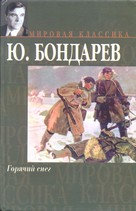 МИРОВАЯ КЛАССИКА
Ю. БОНДАРЕВ
Горячий снег